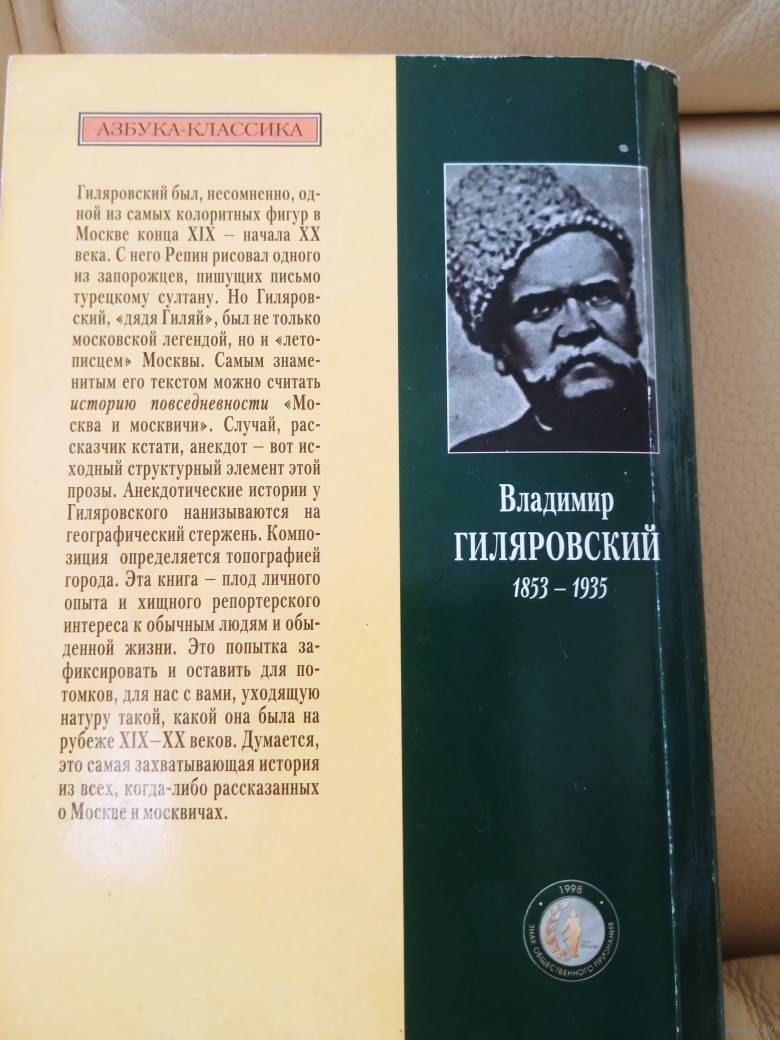 АЗБУКА-КЛАССИКА
Гиляровский был, несомненно, од-
ной из самых колоритных фигур в
Москве конца XIX – начала XX
века. С него Репин рисовал одного
из запорожцев, пишущих письмо
турецкому султану. Но Гиляров-
ский, «дядя Гиляй», был не только
московской легендой, но и «лето-
писцем» Москвы. Самым знаме-
нитым его текстом можно считать
историю повседневности «Мо-
сква и москвичи». Случай, рас-
сказчик кстати, анекдот – вот ис-
ходный структурный элемент этой
прозы. Анекдотические истории у
Гиляровского нанизываются на
географический стержень. Компо-
зиция определяется топографией
города. Эта книга – плод личного
опыта и хищного репортерского
интереса к обычным людям и обы-
денной жизни. Это попытка за-
фиксировать и оставить для по-
томков, для нас с вами, уходящую
натуру такой, какой она была на
рубеже XIX–XX веков. Думается,
это самая захватывающая история
из всех, когда-либо рассказанных
о Москве и москвичах.
Владимир
ГИЛЯРОВСКИЙ
1853 – 1935
1998
ЗНАК ОБЩЕСТВЕННОГО ПРИЗНАНИЯ